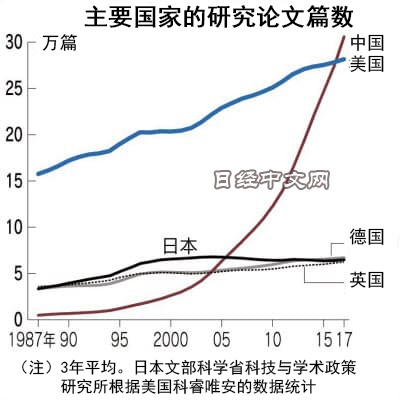 主要国家的研究论文篇数
30 万篇
中国
美国
25
20
日经中文网
15
10
日本
德国
5
英国
0
1987年 90 95 2000 05 10 15 17
（注）3年平均。日本文部科学省科技与学术政策
研究所根据美国科睿唯安的数据统计